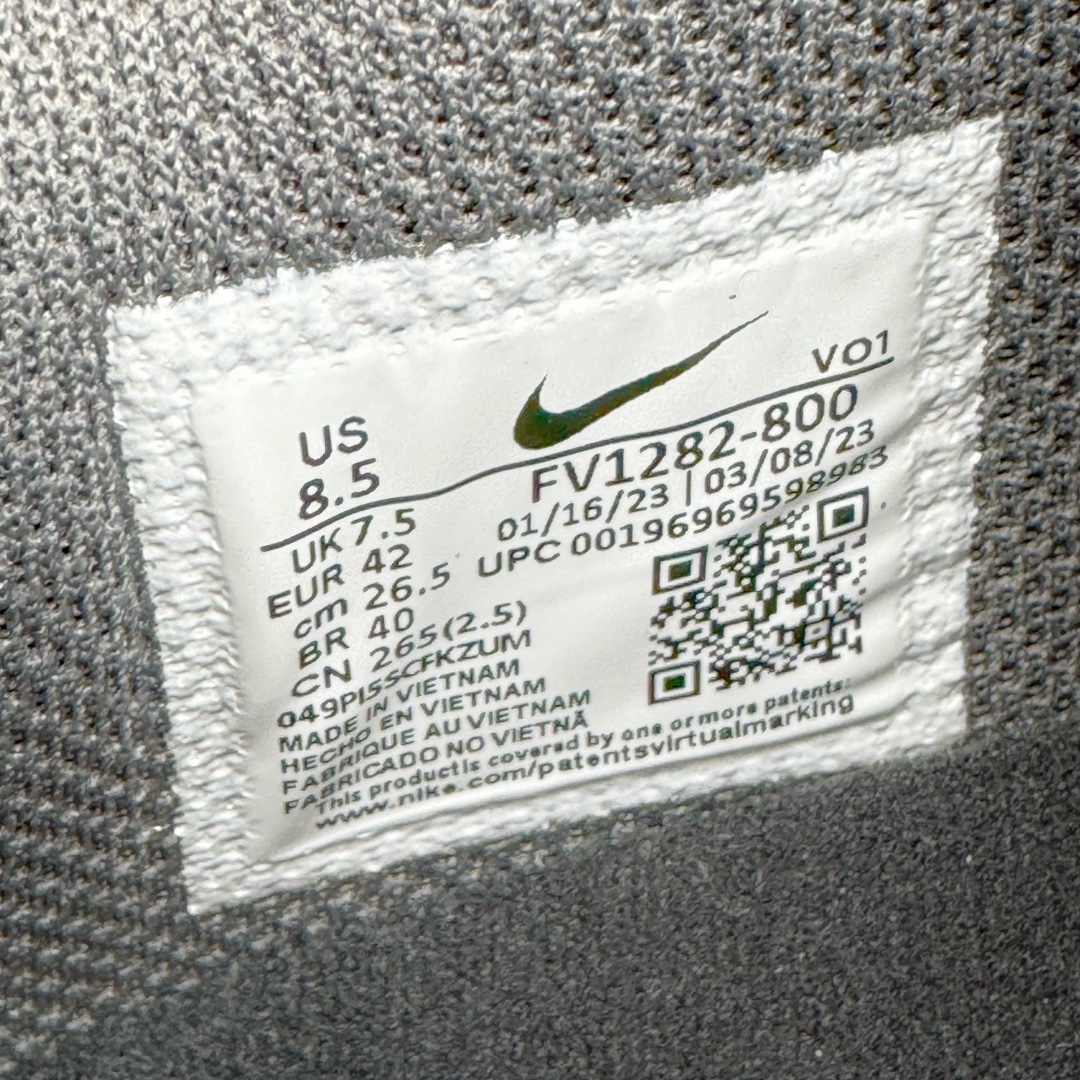 US
8.5
UK 7.5
EUR 42
cm 26.5
BR 40
CN 265(2.5)
VO1
FV1282-800
01/16/23 | 03/08/23
UPC 00196969598983
049PISSCFKZUM
MADE IN VIETNAM
HECHO EN VIETNAM
FABRIQUE AU VIETNAM
FABRICADO NO VIETNÃ
This productis covered by one or more patents:
www.nike.com/patentsvirtualmarking